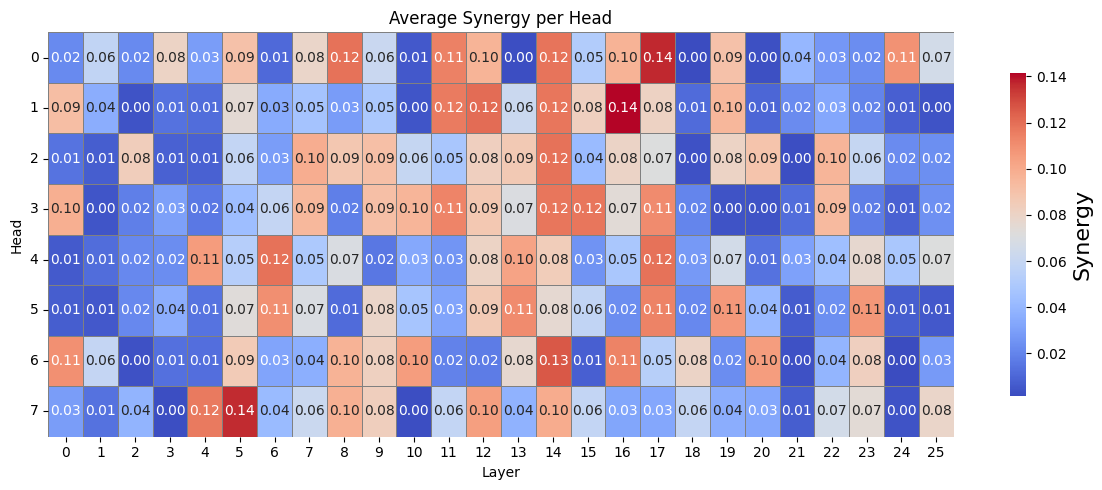 Average Synergy per Head
0 0.02 0.06 0.02 0.08 0.03 0.09 0.01 0.08 0.12 0.06 0.01 0.11 0.10 0.00 0.12 0.05 0.10 0.14 0.00 0.09 0.00 0.04 0.03 0.02 0.11 0.07
1 0.09 0.04 0.00 0.01 0.01 0.07 0.03 0.05 0.03 0.05 0.00 0.12 0.12 0.06 0.12 0.08 0.14 0.08 0.01 0.10 0.01 0.02 0.03 0.02 0.01 0.00
2 0.01 0.01 0.08 0.01 0.01 0.06 0.03 0.10 0.09 0.09 0.06 0.05 0.08 0.09 0.12 0.04 0.08 0.07 0.00 0.08 0.09 0.00 0.10 0.06 0.02 0.02
3 0.10 0.00 0.02 0.03 0.02 0.04 0.06 0.09 0.02 0.09 0.10 0.11 0.09 0.07 0.12 0.12 0.07 0.11 0.02 0.00 0.00 0.01 0.09 0.02 0.01 0.02
4 0.01 0.01 0.02 0.02 0.11 0.05 0.12 0.05 0.07 0.02 0.03 0.03 0.08 0.10 0.08 0.03 0.05 0.12 0.03 0.07 0.01 0.03 0.04 0.08 0.05 0.07
5 0.01 0.01 0.02 0.04 0.01 0.07 0.11 0.07 0.01 0.08 0.05 0.03 0.09 0.11 0.08 0.06 0.02 0.11 0.02 0.11 0.04 0.01 0.02 0.11 0.01 0.01
6 0.11 0.06 0.00 0.01 0.01 0.09 0.03 0.04 0.10 0.08 0.10 0.02 0.02 0.08 0.13 0.01 0.11 0.05 0.08 0.02 0.10 0.00 0.04 0.08 0.00 0.03
7 0.03 0.01 0.04 0.00 0.12 0.14 0.04 0.06 0.10 0.08 0.00 0.06 0.10 0.04 0.10 0.06 0.03 0.03 0.06 0.04 0.03 0.01 0.07 0.07 0.00 0.08
0 1 2 3 4 5 6 7 8 9 10 11 12 13 14 15 16 17 18 19 20 21 22 23 24 25
Layer
Head
0.14
0.12
0.10
0.08
0.06
0.04
0.02
Synergy